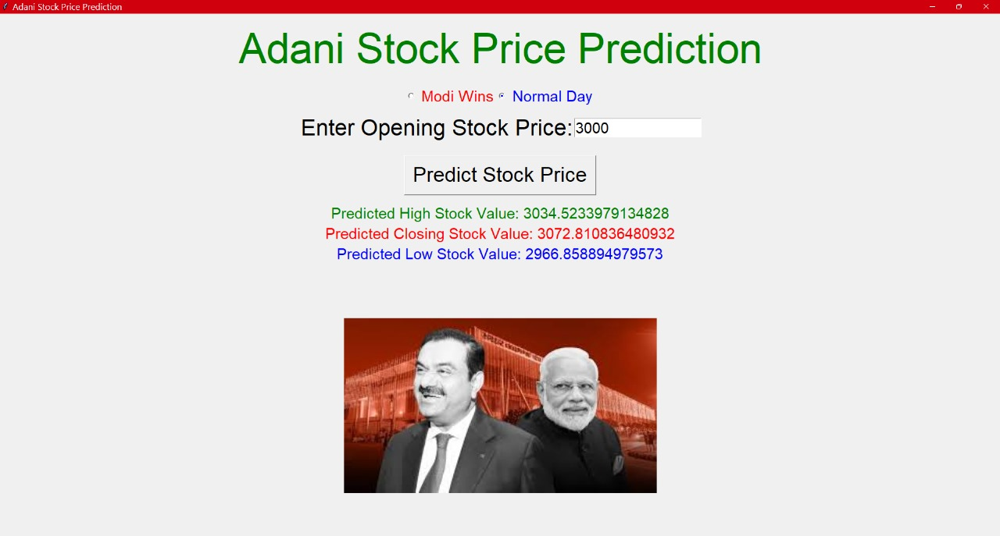 Adani Stock Price Prediction
Adani Stock Price Prediction
Modi Wins Normal Day
Enter Opening Stock Price: 3000
Predict Stock Price
Predicted High Stock Value: 3034.5233979134828
Predicted Closing Stock Value: 3072.810836480932
Predicted Low Stock Value: 2966.858894979573